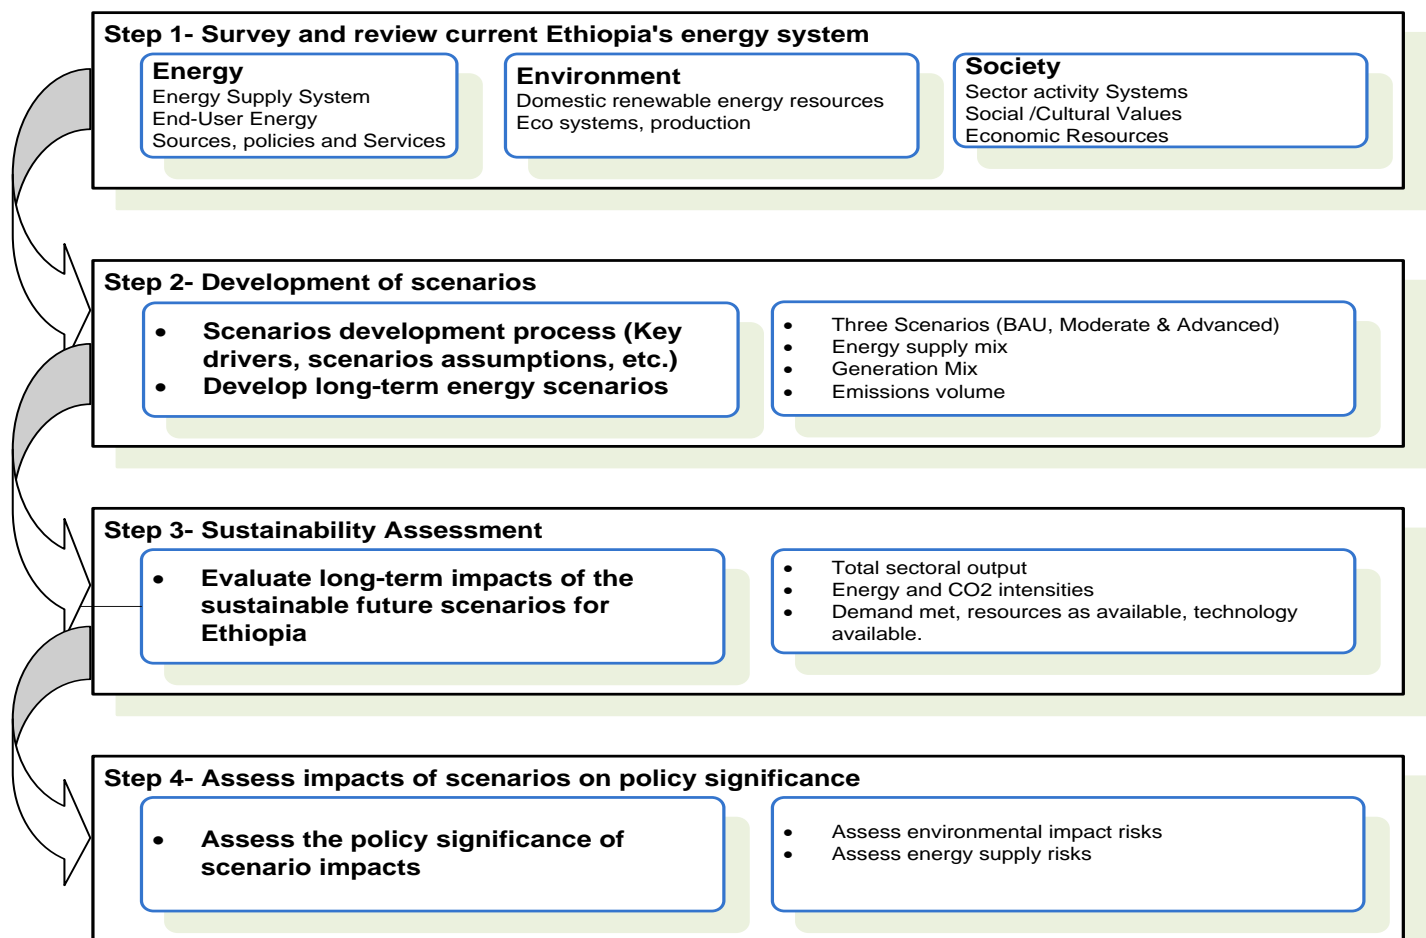 Step 1- Survey and review current Ethiopia's energy system
Energy
Energy Supply System
End-User Energy
Sources, policies and Services
Environment
Domestic renewable energy resources
Eco systems, production
Society
Sector activity Systems
Social /Cultural Values
Economic Resources
Step 2- Development of scenarios
• Scenarios development process (Key
drivers, scenarios assumptions, etc.)
• Develop long-term energy scenarios
• Three Scenarios (BAU, Moderate & Advanced)
• Energy supply mix
• Generation Mix
• Emissions volume
Step 3- Sustainability Assessment
• Evaluate long-term impacts of the
sustainable future scenarios for
Ethiopia
• Total sectoral output
• Energy and CO2 intensities
• Demand met, resources as available, technology
available.
Step 4- Assess impacts of scenarios on policy significance
• Assess the policy significance of
scenario impacts
• Assess environmental impact risks
• Assess energy supply risks